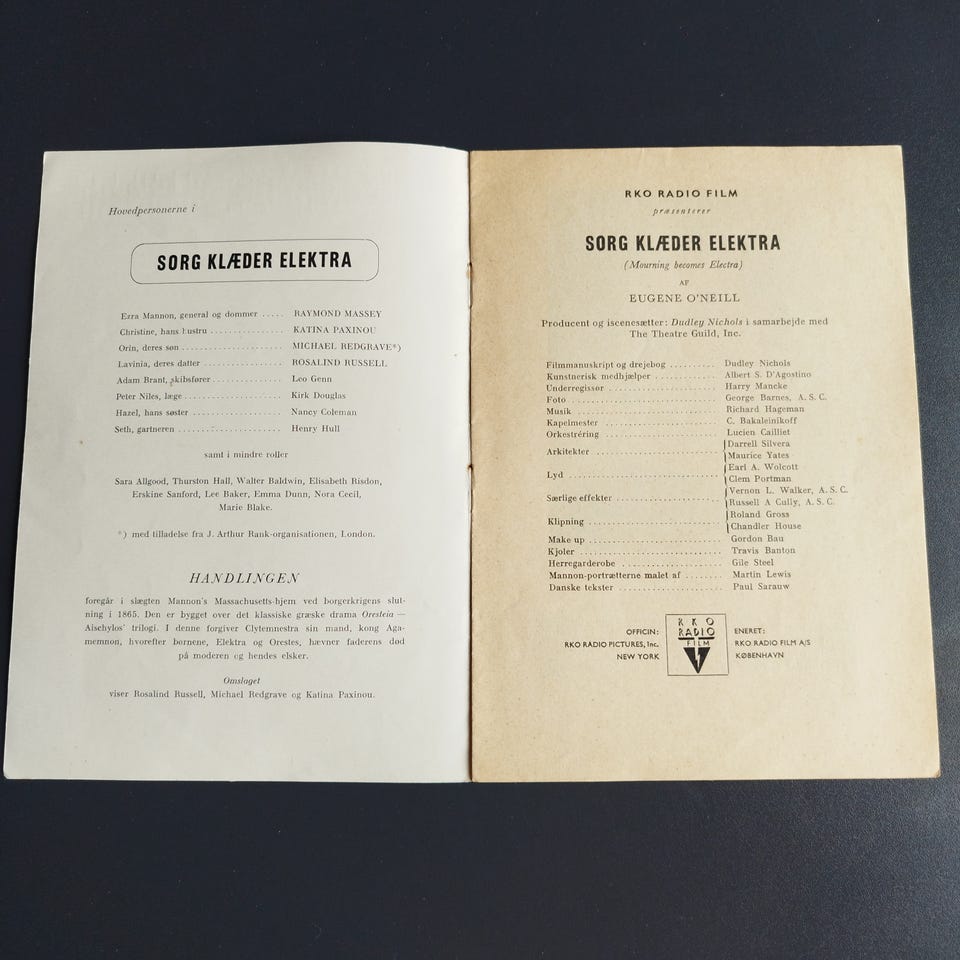 Hovedpersonerne i
SORG KLÆDER ELEKTRA
Ezra Mannon, general og dommer ..... RAYMOND MASSEY
Christine, hans hustru ................ KATINA PAXINOU
Orin, deres søn ...................... MICHAEL REDGRAVE*)
Lavinia, deres datter ................. ROSALIND RUSSELL
Adam Brant, skibsfører ............... Leo Genn
Peter Niles, læge ..................... Kirk Douglas
Hazel, hans søster .................... Nancy Coleman
Seth, gartneren ....................... Henry Hull
samt i mindre roller
Sara Allgood, Thurston Hall, Walter Baldwin, Elisabeth Risdon,
Erskine Sanford, Lee Baker, Emma Dunn, Nora Cecil,
Marie Blake.
*) med tilladelse fra J. Arthur Rank-organisationen, London.
HANDLINGEN
foregår i slægten Mannon's Massachusetts-hjem ved borgerkrigens slut-
ning i 1865. Den er bygget over det klassiske græske drama Oresteia —
Aischylos' trilogi. I denne forgiver Clytemnestra sin mand, kong Aga-
memnon, hvorefter børnene, Elektra og Orestes, hævner faderens død
på moderen og hendes elsker.
Omslaget
viser Rosalind Russell, Michael Redgrave og Katina Paxinou.
RKO RADIO FILM
præsenterer
SORG KLÆDER ELEKTRA
(Mourning becomes Electra)
AF
EUGENE O'NEILL
Producent og iscenesætter: Dudley Nichols i samarbejde med
The Theatre Guild, Inc.
Filmmanuskript og drejebog ......... Dudley Nichols
Kunstnerisk medhjælper ............ Albert S. D'Agostino
Underregissør ..................... Harry Mancke
Foto .............................. George Barnes, A. S. C.
Musik ............................. Richard Hageman
Kapelmester ....................... C. Bakaleinikoff
Orkestréring ...................... Lucien Cailliet
Arkitekter ........................ Darrell Silvera
Maurice Yates
Lyd ............................... Earl A. Wolcott
Clem Portman
Særlige effekter .................. Vernon L. Walker, A. S. C.
Russell A Cully, A. S. C.
Klipning .......................... Roland Gross
Chandler House
Make up ........................... Gordon Bau
Kjoler ............................ Travis Banton
Herregarderobe .................... Gile Steel
Mannon-portrætterne malet af ....... Martin Lewis
Danske tekster .................... Paul Sarauw
OFFICIN:
RKO RADIO PICTURES, Inc.
NEW YORK
RKO
RADIO
FILM
ENERET:
RKO RADIO FILM A/S
KØBENHAVN